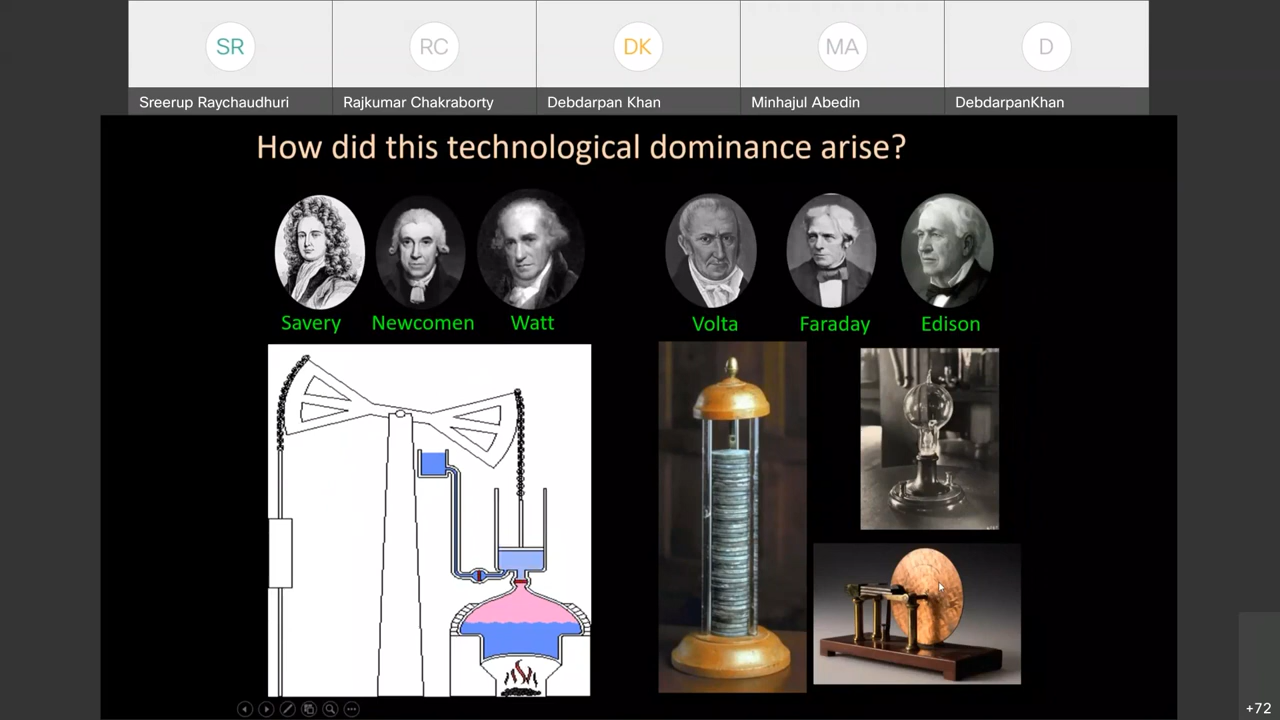 SR
RC
DK
MA
D
Sreerup Raychaudhuri
Rajkumar Chakraborty
Debdarpan Khan
Minhajul Abedin
DebdarpanKhan
How did this technological dominance arise?
Savery
Newcomen
Watt
Volta
Faraday
Edison
+72